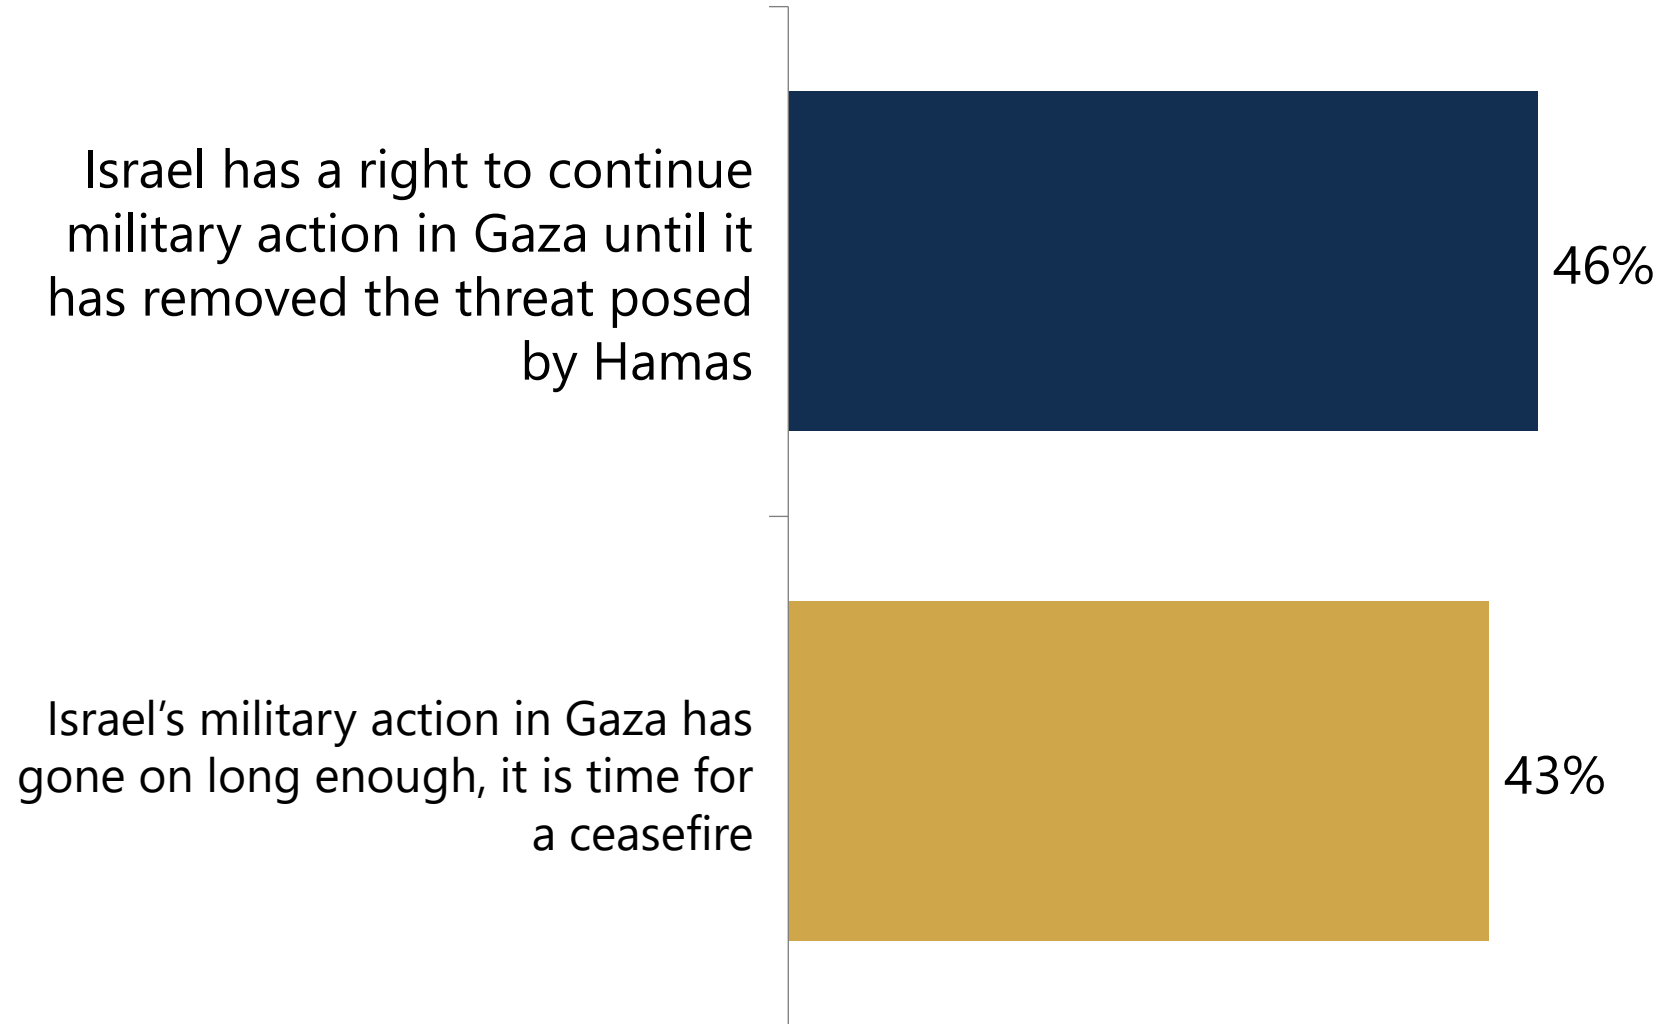 Israel has a right to continue
military action in Gaza until it
has removed the threat posed
by Hamas
46%
Israel’s military action in Gaza has
gone on long enough, it is time for
a ceasefire
43%